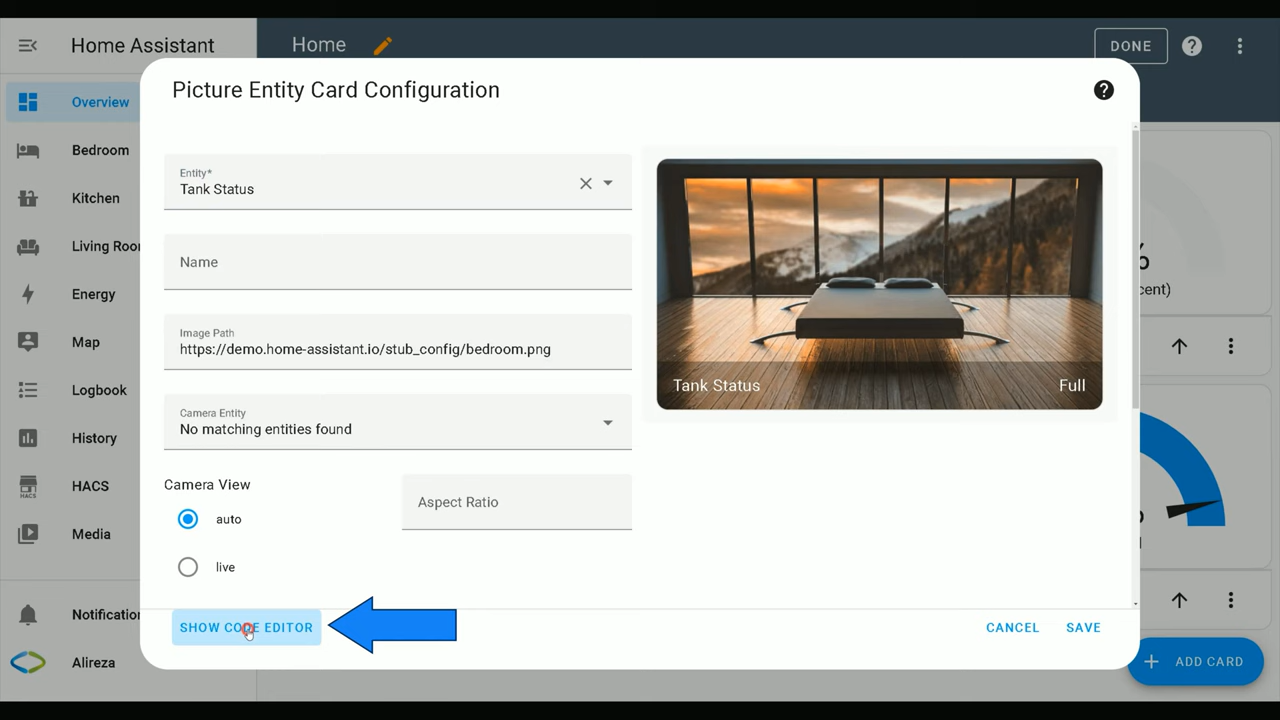 Home Assistant
Home
DONE
Picture Entity Card Configuration
Overview
Bedroom
Kitchen
Living Roo
Energy
Map
Logbook
History
HACS
HACS
Media
Notification
Alireza
Entity*
Tank Status
Name
Image Path
https://demo.home-assistant.io/stub_config/bedroom.png
Camera Entity
No matching entities found
Camera View
auto
live
Aspect Ratio
Tank Status
Full
%
cent)
SHOW CODE EDITOR
CANCEL
SAVE
ADD CARD